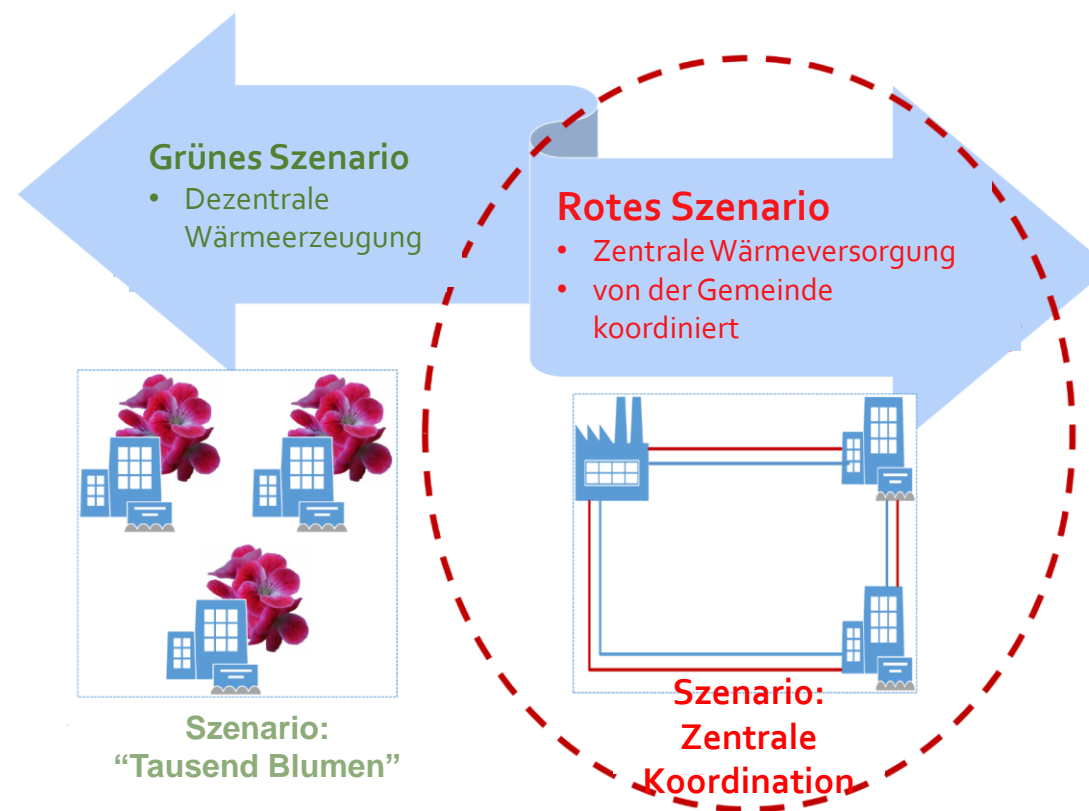 Grünes Szenario
• Dezentrale
Wärmeerzeugung
Rotes Szenario
• Zentrale Wärmeversorgung
• von der Gemeinde
koordiniert
Szenario:
“Tausend Blumen”
Szenario:
Zentrale
Koordination